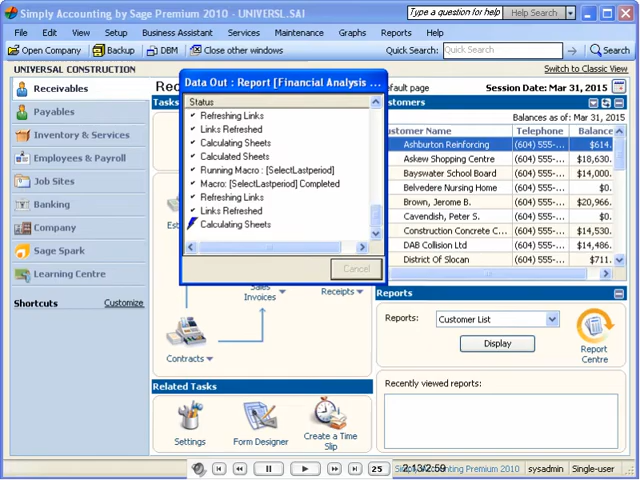 Simply Accounting by Sage Premium 2010 - UNIVERSL.SAI
Type a question for help
Help Search
File Edit View Setup Business Assistant Services Maintenance Graphs Reports Help
Open Company Backup DBM Close other windows
Quick Search: Quick Search Search
UNIVERSAL CONSTRUCTION
Switch to Classic View
Receivables
Payables
Inventory & Services
Employees & Payroll
Job Sites
Banking
Company
Sage Spark
Learning Centre
Shortcuts Customize
Rec
efault page
Session Date: Mar 31, 2015
Tasks
Data Out : Report [Financial Analysis ...
Status
Refreshing Links
Links Refreshed
Calculating Sheets
Calculated Sheets
Running Macro : [SelectLastperiod]
Macro: [SelectLastperiod] Completed
Refreshing Links
Links Refreshed
Calculating Sheets
Cancel
Est
Sales Invoices
Receipts
Contracts
ustomers
Balances as of: Mar 31, 2015
ustomer Name Telephone Balance
Ashburton Reinforcing (604) 555-... $614.
Askew Shopping Centre (604) 555-... $18,630.
Bayswater School Board (604) 555-... $14,000.
Belvedere Nursing Home (604) 555-... $0.
Brown, Jerome B. (604) 555-... $20,966.
Cavendish, Peter S. (604) 555-... $0.
Construction Concrete C... (604) 555-... $14,530.
DAB Collision Ltd (604) 555-... $14,486.
District Of Slocan (604) 555-... $711.
Reports
Reports: Customer List
Display
Report Centre
Recently viewed reports:
Related Tasks
Settings
Form Designer
Create a Time Slip
25
2:13/2:59
Simply Accounting Premium 2010 sysadmin Single-user